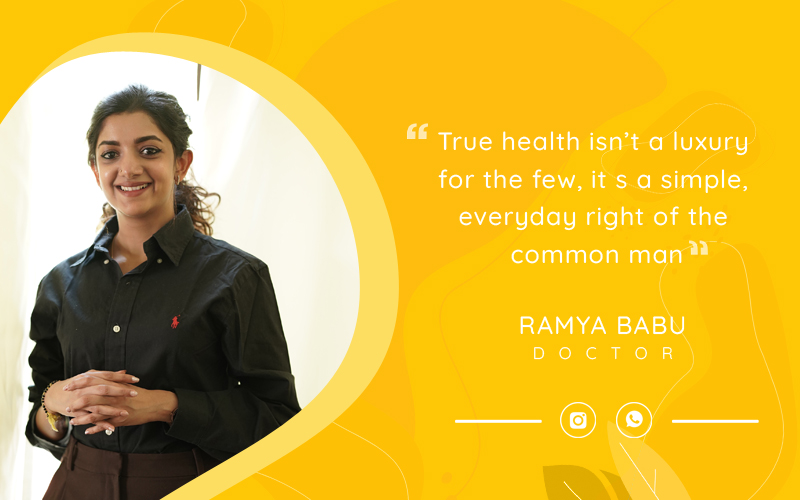 “ True health isn’t a luxury
for the few, it s a simple,
everyday right of the
common man ”
RAMYA BABU
DOCTOR